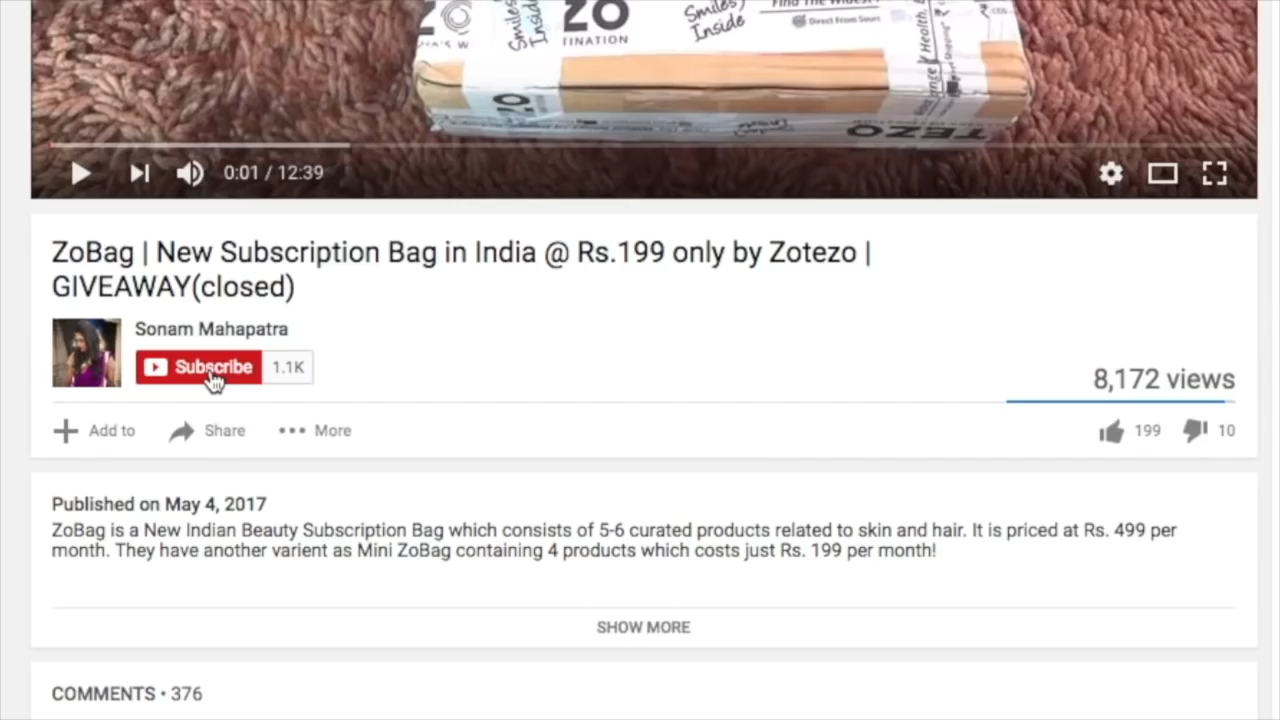 Smiles Inside
ZO
TINATION
Smiles Inside
Direct From
ZO
TEZO
0:01 / 12:39
ZoBag | New Subscription Bag in India @ Rs.199 only by Zotezo |
GIVEAWAY(closed)
Sonam Mahapatra
Subscribe 1.1K
8,172 views
Add to Share More
199 10
Published on May 4, 2017
ZoBag is a New Indian Beauty Subscription Bag which consists of 5-6 curated products related to skin and hair. It is priced at Rs. 499 per
month. They have another varient as Mini ZoBag containing 4 products which costs just Rs. 199 per month!
SHOW MORE
COMMENTS • 376